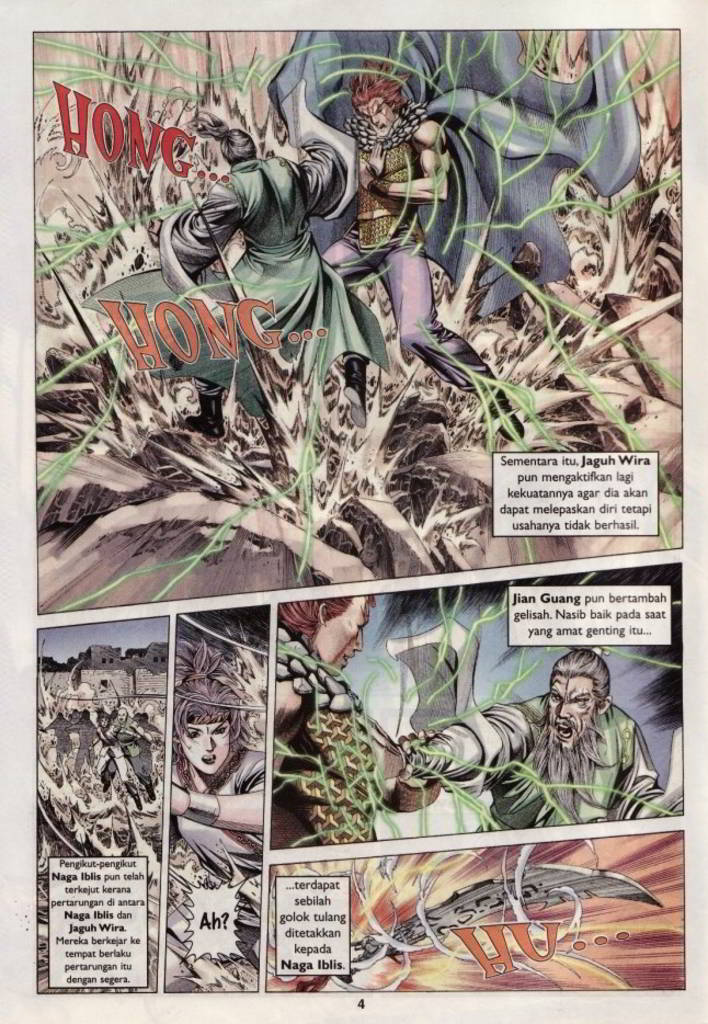 HONG...
HONG...
Sementara itu, Jaguh Wira
pun mengaktifkan lagi
kekuatannya agar dia akan
dapat melepaskan diri tetapi
usahanya tidak berhasil.
Pengikut-pengikut
Naga Iblis pun telah
terkejut kerana
pertarungan di antara
Naga Iblis dan
Jaguh Wira.
Mereka berkejar ke
tempat berlaku
pertarungan itu
dengan segera.
Ah?
Jian Guang pun bertambah
gelisah. Nasib baik pada saat
yang amat genting itu...
...terdapat
sebilah
golok tulang
ditetakkan
kepada
Naga Iblis.
HU...
4